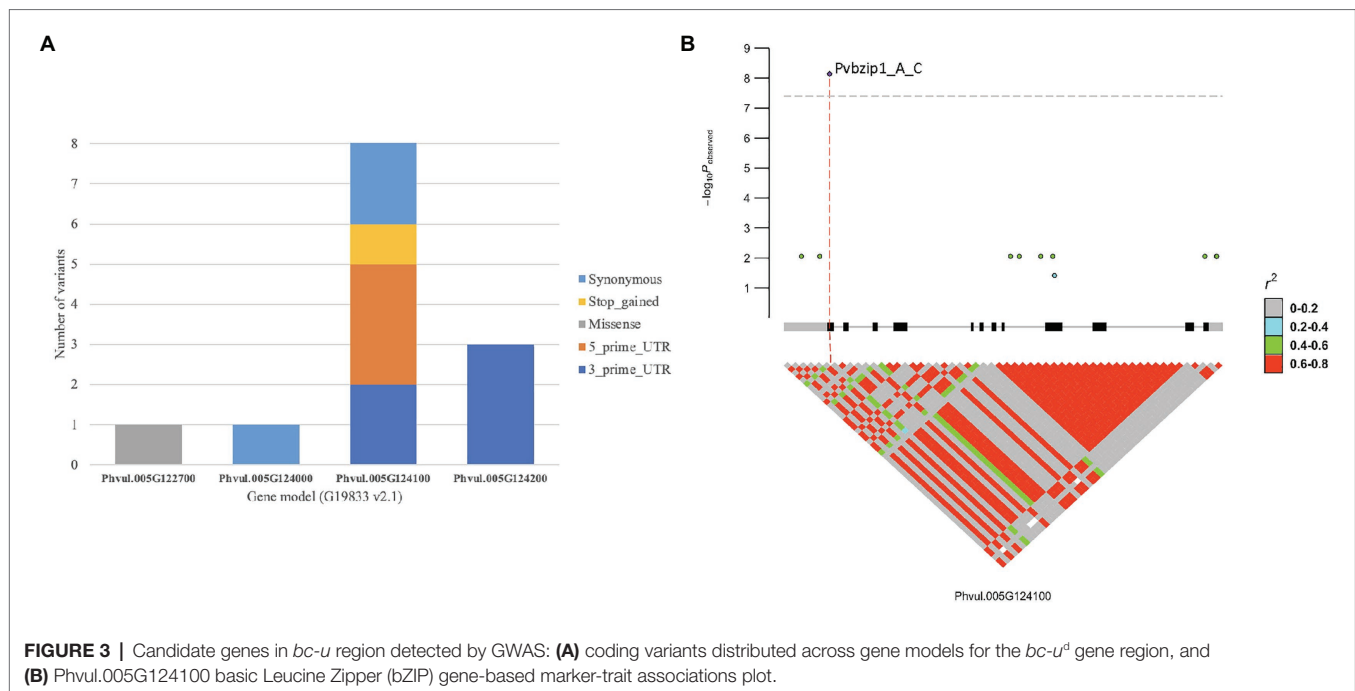 A
Number of variants
8
7
6
5
4
3
2
1
0
Phvul.005G122700
Phvul.005G124000
Phvul.005G124100
Phvul.005G124200
Gene model (G19833 v2.1)
Synonymous
Stop_gained
Missense
5_prime_UTR
3_prime_UTR
B
−log10Pobserved
9
8
7
6
5
4
3
2
1
Pvbzip1_A_C
r²
0-0.2
0.2-0.4
0.4-0.6
0.6-0.8
Phvul.005G124100
FIGURE 3 | Candidate genes in bc-u region detected by GWAS: (A) coding variants distributed across gene models for the bc-uᵈ gene region, and
(B) Phvul.005G124100 basic Leucine Zipper (bZIP) gene-based marker-trait associations plot.